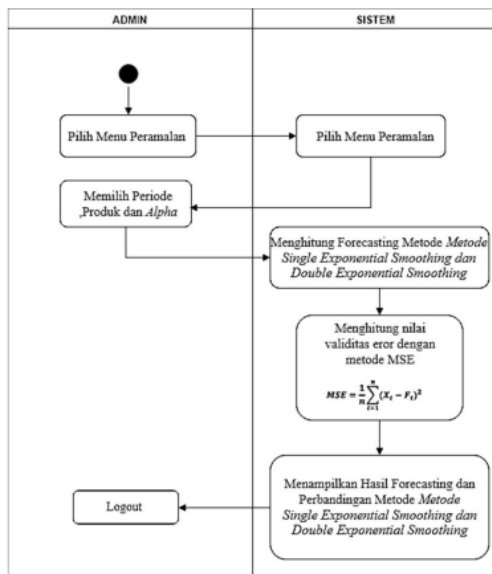 ADMIN
SISTEM
Pilih Menu Peramalan
Pilih Menu Peramalan
Memilih Periode
,Produk dan Alpha
Menghitung Forecasting Metode Metode
Single Exponential Smoothing dan
Double Exponential Smoothing
Menghitung nilai
validitas eror dengan
metode MSE
MSE = \frac{1}{n}\sum_{t=1}^{n}(X_t − F_t)^2
Menampilkan Hasil Forecasting dan
Perbandingan Metode Metode
Single Exponential Smoothing dan
Double Exponential Smoothing
Logout